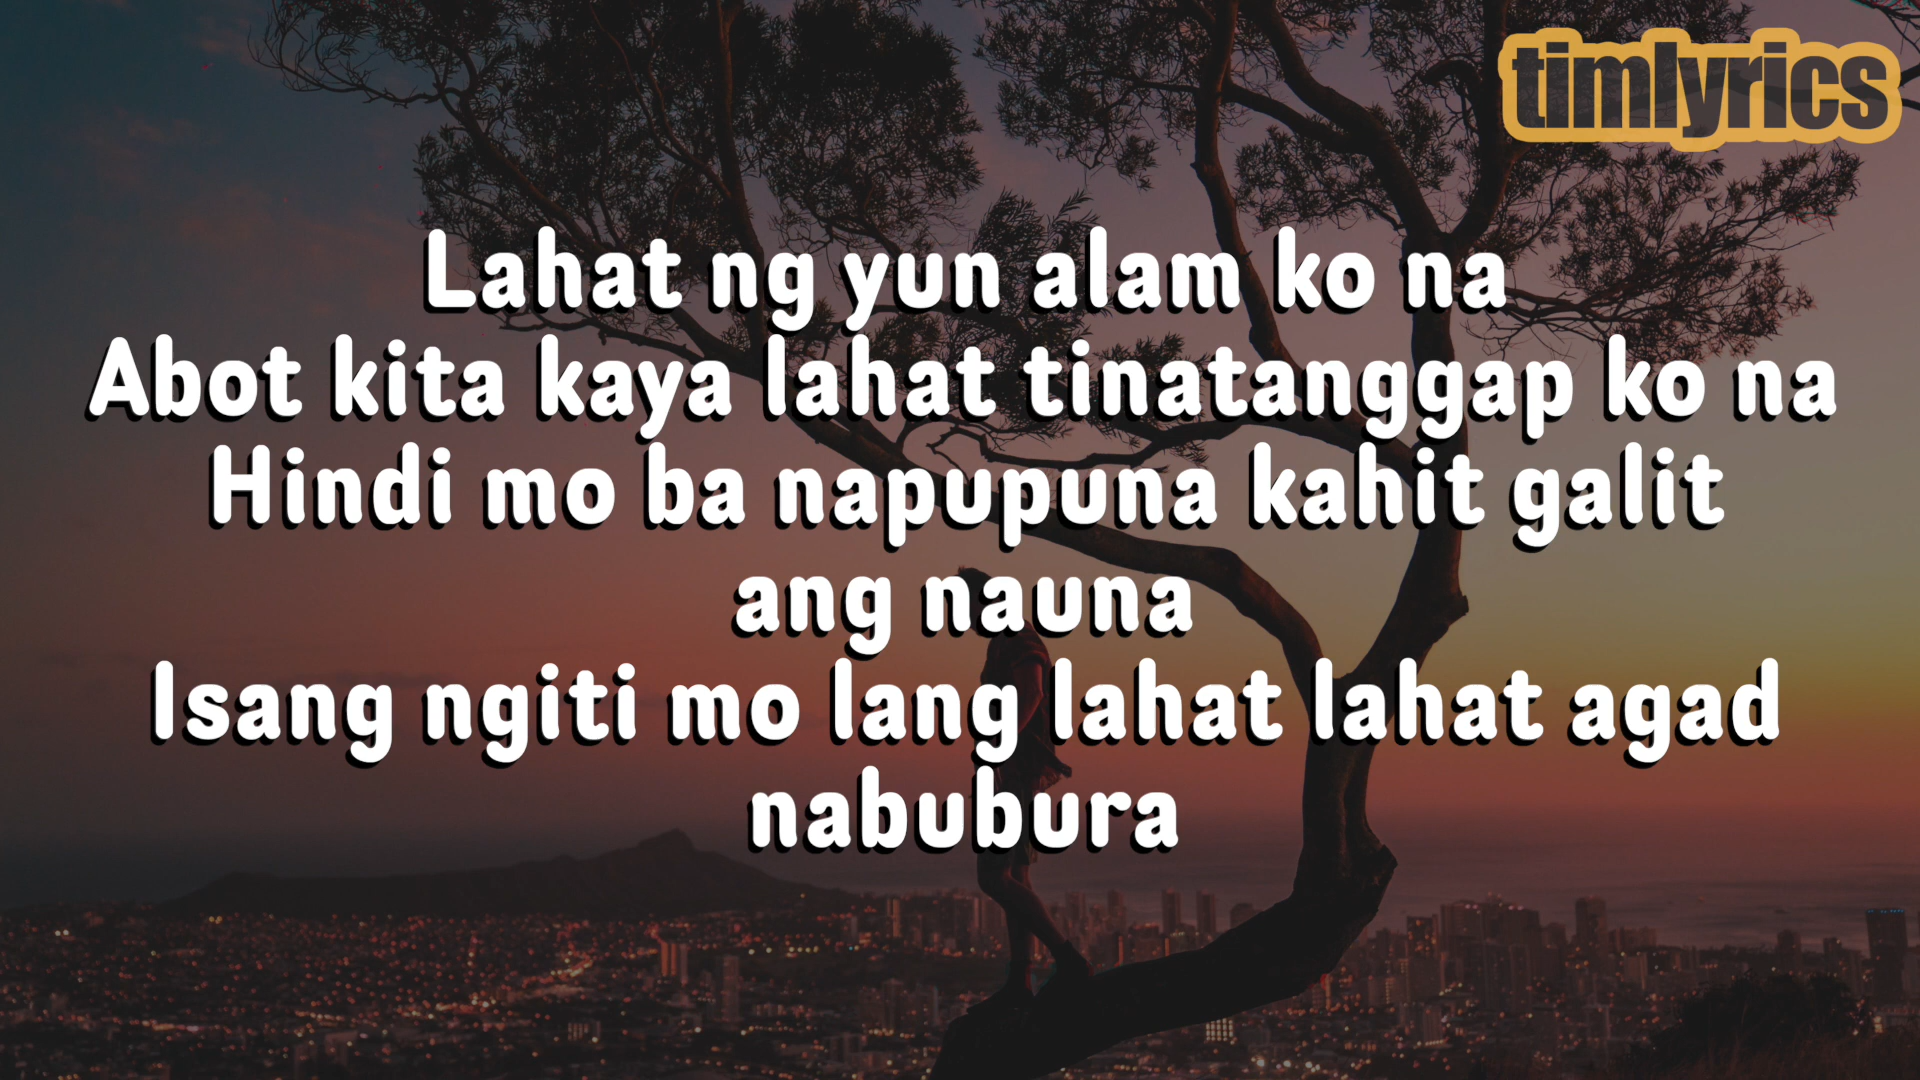 timlyrics
Lahat ng yun alam ko na
Abot kita kaya lahat tinatanggap ko na
Hindi mo ba napupuna kahit galit
ang nauna
Isang ngiti mo lang lahat lahat agad
nabubura